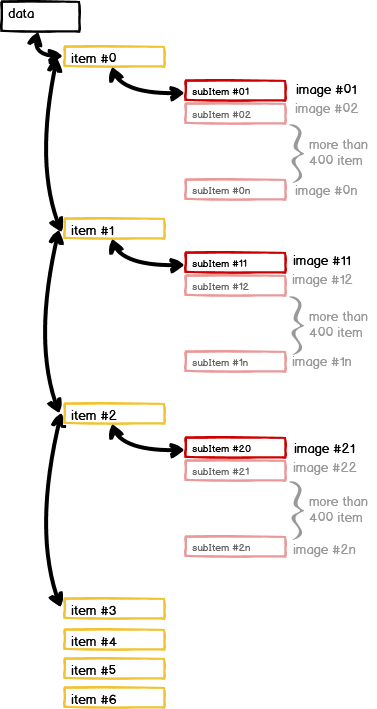 data
item #0
subItem #01 image #01
subItem #02 image #02
more than
400 item
subItem #0n image #0n
item #1
subItem #11 image #11
subItem #12 image #12
more than
400 item
subItem #1n image #1n
item #2
subItem #20 image #21
subItem #21 image #22
more than
400 item
subItem #2n image #2n
item #3
item #4
item #5
item #6